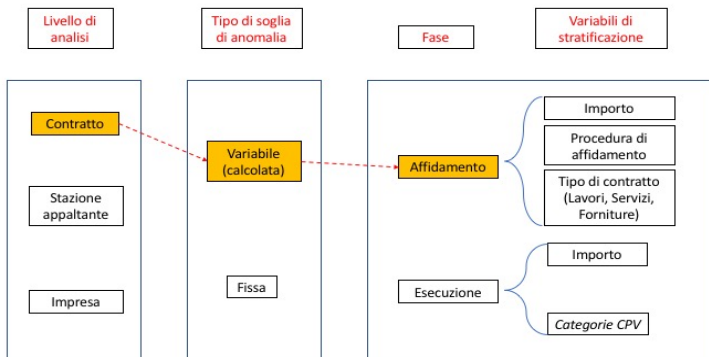 Livello di
analisi
Tipo di soglia
di anomalia
Fase
Variabili di
stratificazione
Contratto
Stazione
appaltante
Impresa
Variabile
(calcolata)
Fissa
Affidamento
Esecuzione
Importo
Procedura di
affidamento
Tipo di contratto
(Lavori, Servizi,
Forniture)
Importo
Categorie CPV